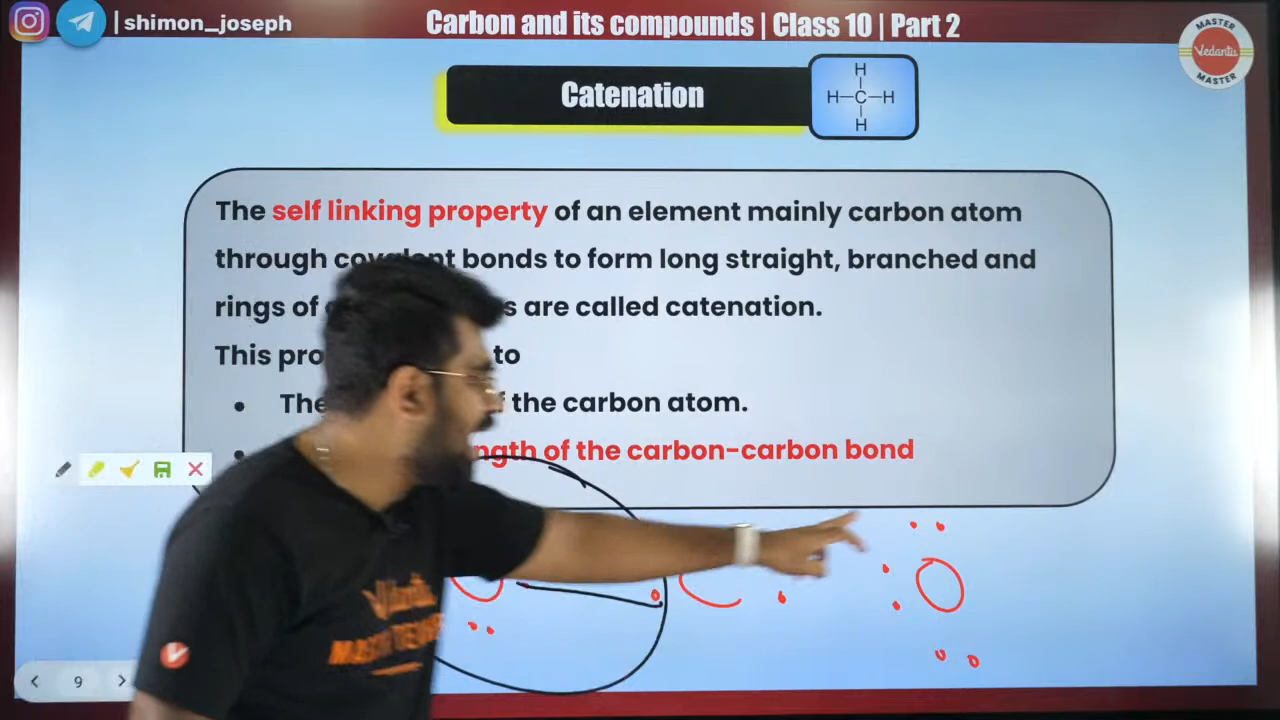 |shimon_joseph
Carbon and its compounds | Class 10 | Part 2
MASTER
Vedantu
MASTER
Catenation
H
H-C-H
H
The self linking property of an element mainly carbon atom
through covalent bonds to form long straight, branched and
rings of s are called catenation.
This to
The f the carbon atom.
ngth of the carbon-carbon bond
C
O
Vedantu
9